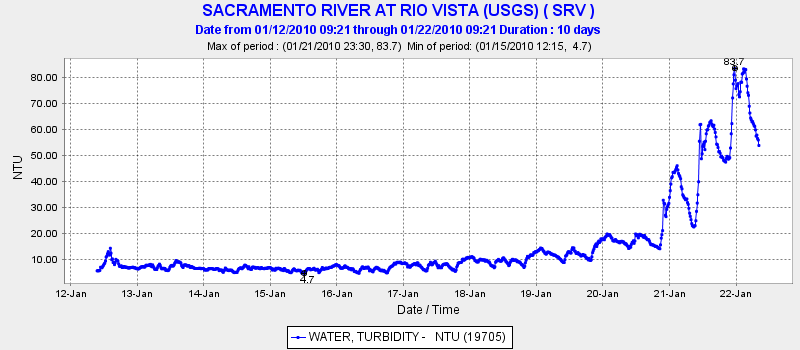 SACRAMENTO RIVER AT RIO VISTA (USGS) ( SRV )
Date from 01/12/2010 09:21 through 01/22/2010 09:21 Duration : 10 days
Max of period : (01/21/2010 23:30, 83.7) Min of period: (01/15/2010 12:15, 4.7)
83.7
80.00
70.00
60.00
50.00
40.00
30.00
20.00
10.00
NTU
4.7
12-Jan 13-Jan 14-Jan 15-Jan 16-Jan 17-Jan 18-Jan 19-Jan 20-Jan 21-Jan 22-Jan
Date / Time
WATER, TURBIDITY - NTU (19705)